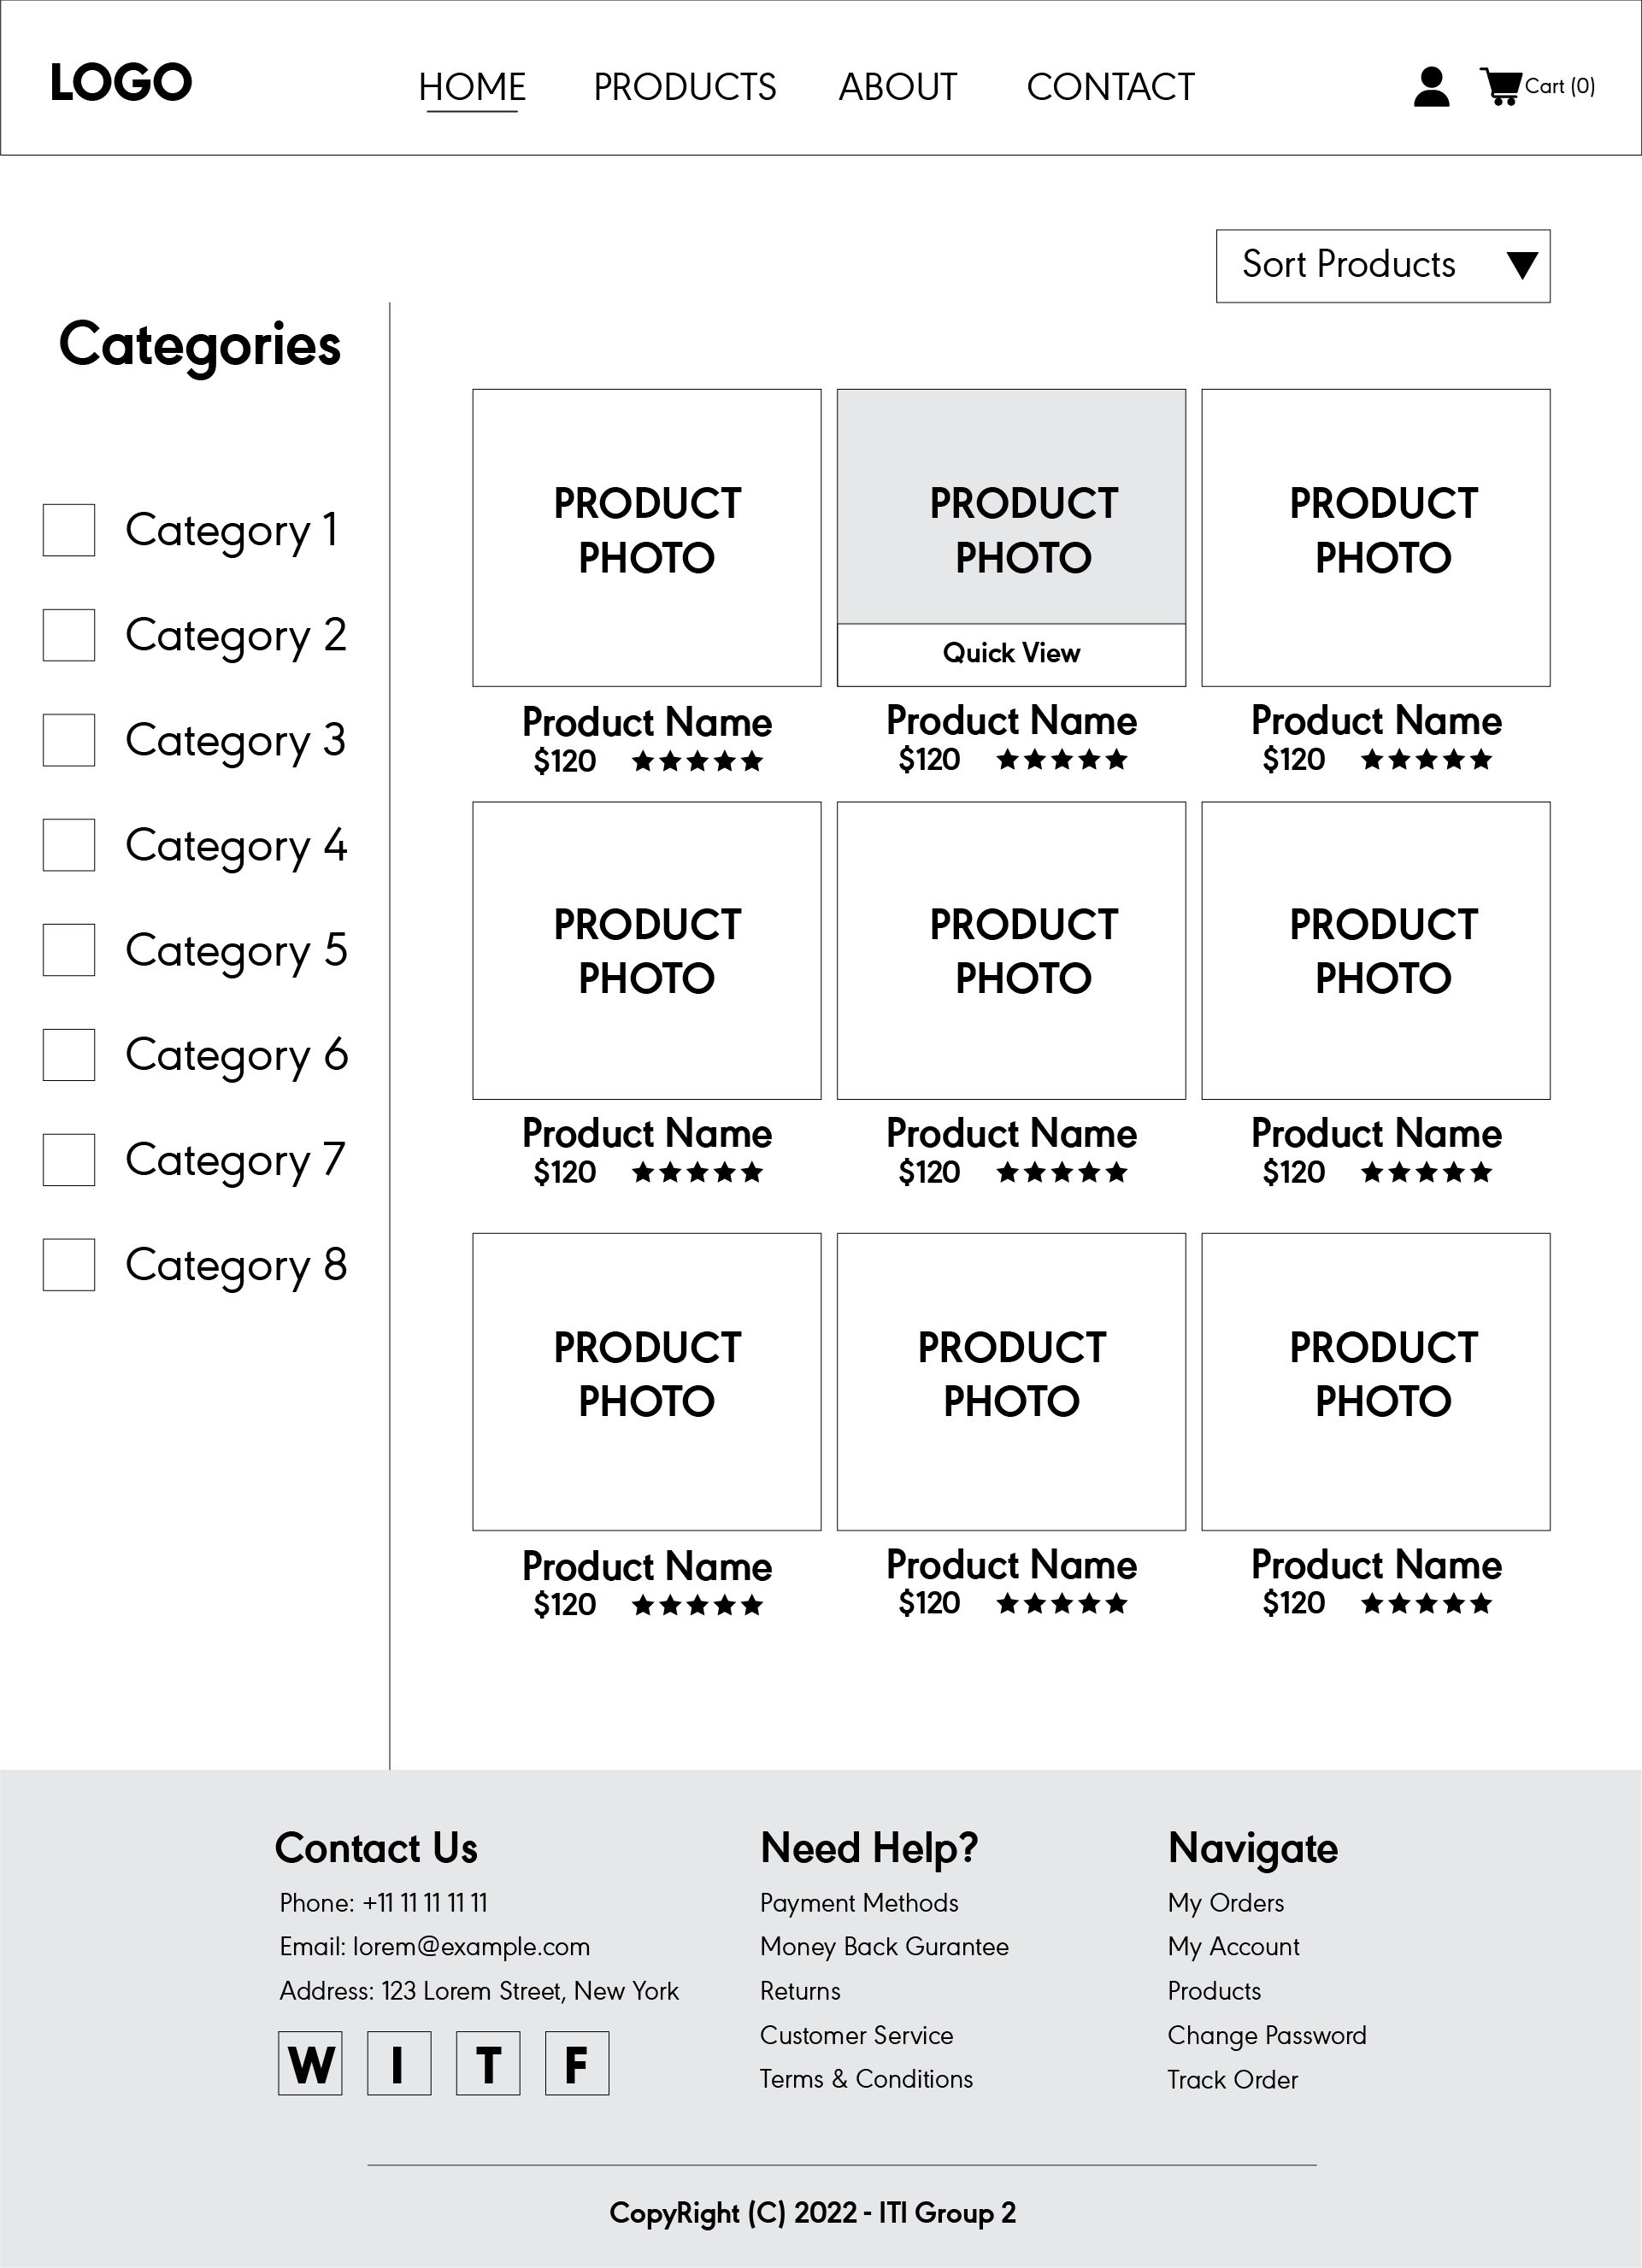 LOGO
HOME
PRODUCTS
ABOUT
CONTACT
Cart (0)
Sort Products
Categories
Category 1
Category 2
Category 3
Category 4
Category 5
Category 6
Category 7
Category 8
PRODUCT
PHOTO
Product Name
$120
PRODUCT
PHOTO
Quick View
Product Name
$120
PRODUCT
PHOTO
Product Name
$120
PRODUCT
PHOTO
Product Name
$120
PRODUCT
PHOTO
Product Name
$120
PRODUCT
PHOTO
Product Name
$120
PRODUCT
PHOTO
Product Name
$120
PRODUCT
PHOTO
Product Name
$120
PRODUCT
PHOTO
Product Name
$120
Contact Us
Phone: +11 11 11 11 11
Email: lorem@example.com
Address: 123 Lorem Street, New York
W I T F
Need Help?
Payment Methods
Money Back Gurantee
Returns
Customer Service
Terms & Conditions
Navigate
My Orders
My Account
Products
Change Password
Track Order
CopyRight (C) 2022 - ITI Group 2